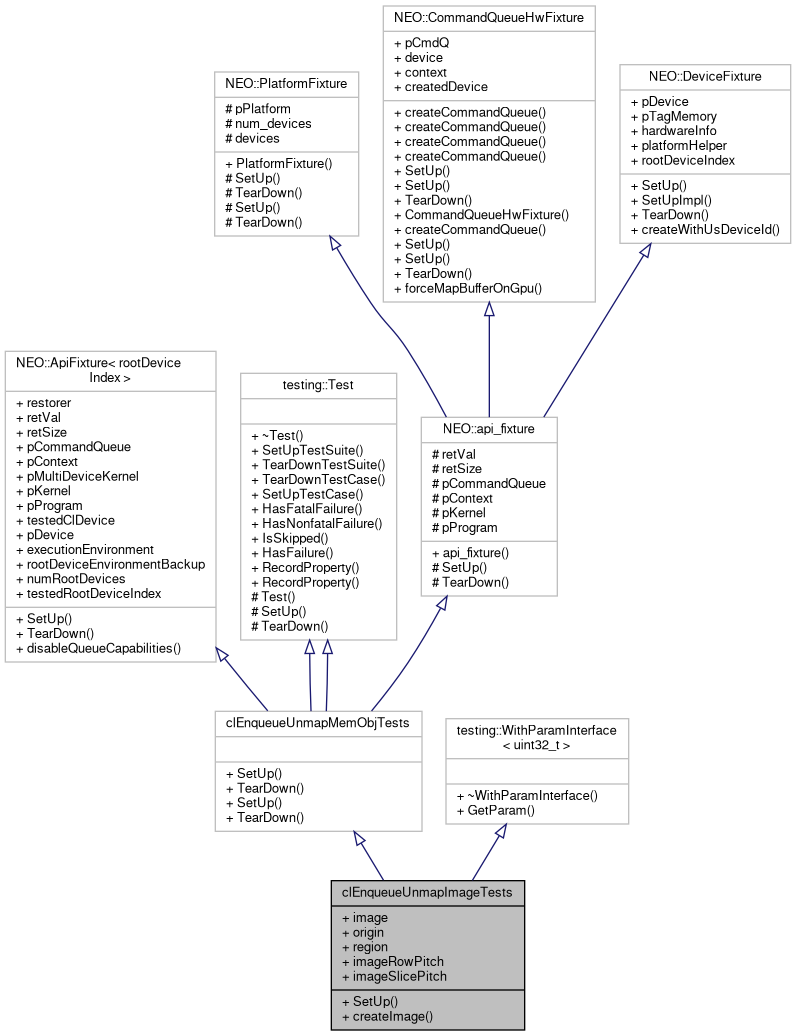 NEO::CommandQueueHwFixture
+ pCmdQ
+ device
+ context
+ createdDevice
+ createCommandQueue()
+ createCommandQueue()
+ createCommandQueue()
+ createCommandQueue()
+ SetUp()
+ SetUp()
+ TearDown()
+ CommandQueueHwFixture()
+ createCommandQueue()
+ SetUp()
+ SetUp()
+ TearDown()
+ forceMapBufferOnGpu()
NEO::PlatformFixture
# pPlatform
# num_devices
# devices
+ PlatformFixture()
# SetUp()
# TearDown()
# SetUp()
# TearDown()
NEO::DeviceFixture
+ pDevice
+ pTagMemory
+ hardwareInfo
+ platformHelper
+ rootDeviceIndex
+ SetUp()
+ SetUpImpl()
+ TearDown()
+ createWithUsDeviceId()
NEO::ApiFixture< rootDevice
Index >
+ restorer
+ retVal
+ retSize
+ pCommandQueue
+ pContext
+ pMultiDeviceKernel
+ pKernel
+ pProgram
+ testedClDevice
+ pDevice
+ executionEnvironment
+ rootDeviceEnvironmentBackup
+ numRootDevices
+ testedRootDeviceIndex
+ SetUp()
+ TearDown()
+ disableQueueCapabilities()
testing::Test
+ ~Test()
+ SetUpTestSuite()
+ TearDownTestSuite()
+ TearDownTestCase()
+ SetUpTestCase()
+ HasFatalFailure()
+ HasNonfatalFailure()
+ IsSkipped()
+ HasFailure()
+ RecordProperty()
+ RecordProperty()
# Test()
# SetUp()
# TearDown()
NEO::api_fixture
# retVal
# retSize
# pCommandQueue
# pContext
# pKernel
# pProgram
+ api_fixture()
# SetUp()
# TearDown()
clEnqueueUnmapMemObjTests
+ SetUp()
+ TearDown()
+ SetUp()
+ TearDown()
testing::WithParamInterface
< uint32_t >
+ ~WithParamInterface()
+ GetParam()
clEnqueueUnmapImageTests
+ image
+ origin
+ region
+ imageRowPitch
+ imageSlicePitch
+ SetUp()
+ createImage()